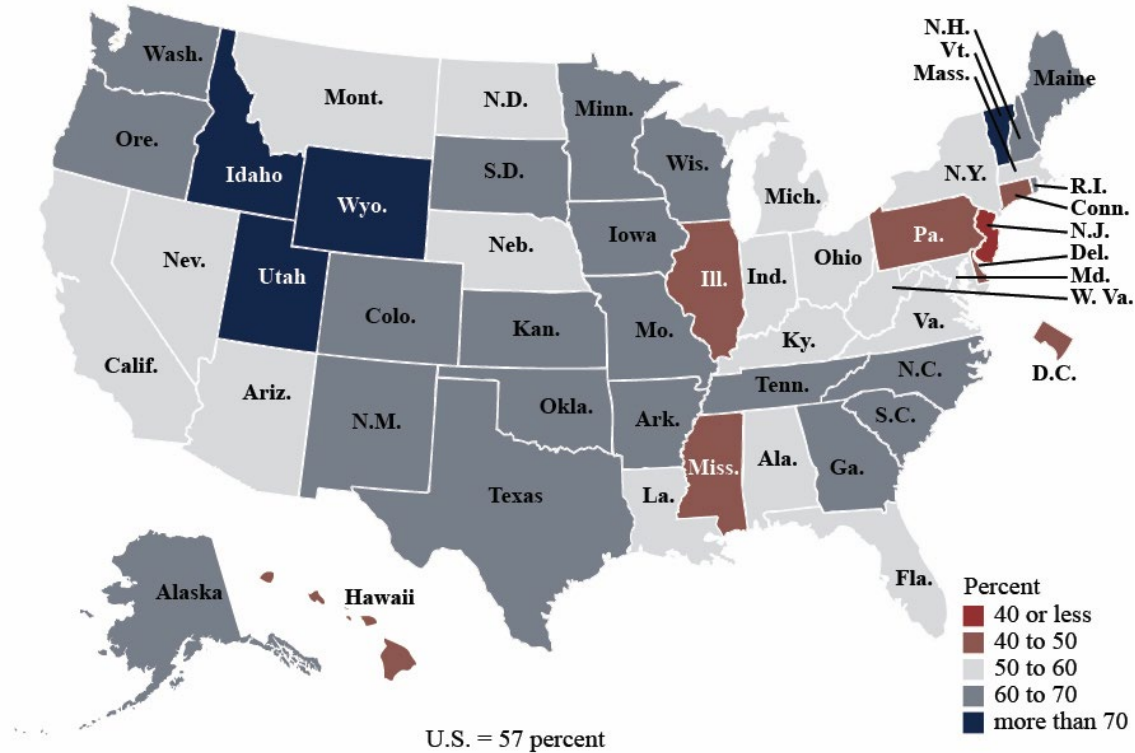 N.H.
Vt.
Mass.
Wash.
Maine
Mont.
N.D.
Minn.
Ore.
Idaho
S.D.
Wis.
N.Y.
R.I.
Conn.
Wyo.
Mich.
N.J.
Iowa
Pa.
Del.
Neb.
Nev.
Utah
Ill.
Ind.
Ohio
Md.
W. Va.
Colo.
Kan.
Mo.
Va.
Ky.
Calif.
D.C.
Ariz.
N.M.
Okla.
Tenn.
N.C.
Ark.
S.C.
Miss.
Ala.
Ga.
Texas
La.
Fla.
Alaska
Hawaii
Percent
40 or less
40 to 50
50 to 60
60 to 70
more than 70
U.S. = 57 percent